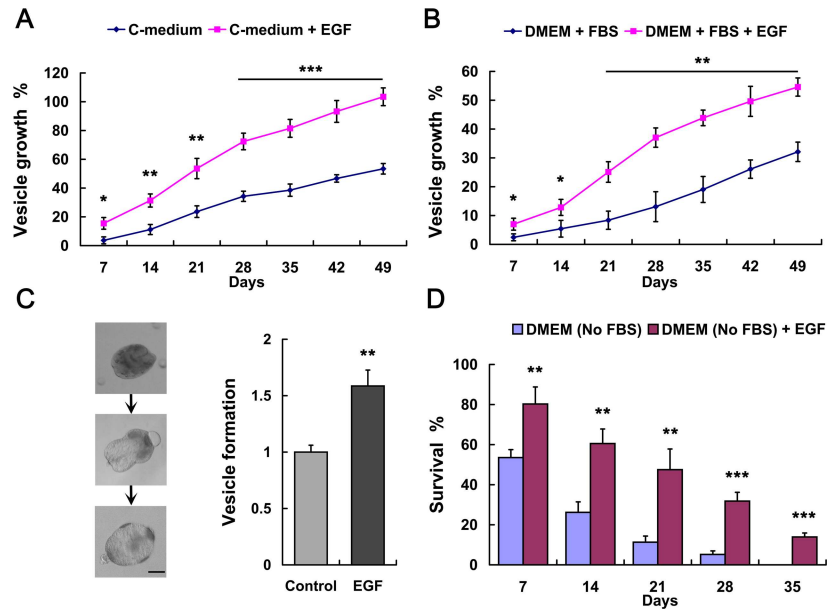 A
C-medium C-medium + EGF
***
**
**
*
Vesicle growth %
120
100
80
60
40
20
0
7 14 21 28 35 42 49
Days
B
DMEM + FBS DMEM + FBS + EGF
**
*
*
Vesicle growth %
60
50
40
30
20
10
0
7 14 21 28 35 42 49
Days
C
Vesicle formation
2
1.5
1
0.5
0
**
Control EGF
D
DMEM (No FBS) DMEM (No FBS) + EGF
Survival %
100
80
60
40
20
0
**
**
**
***
***
7 14 21 28 35
Days